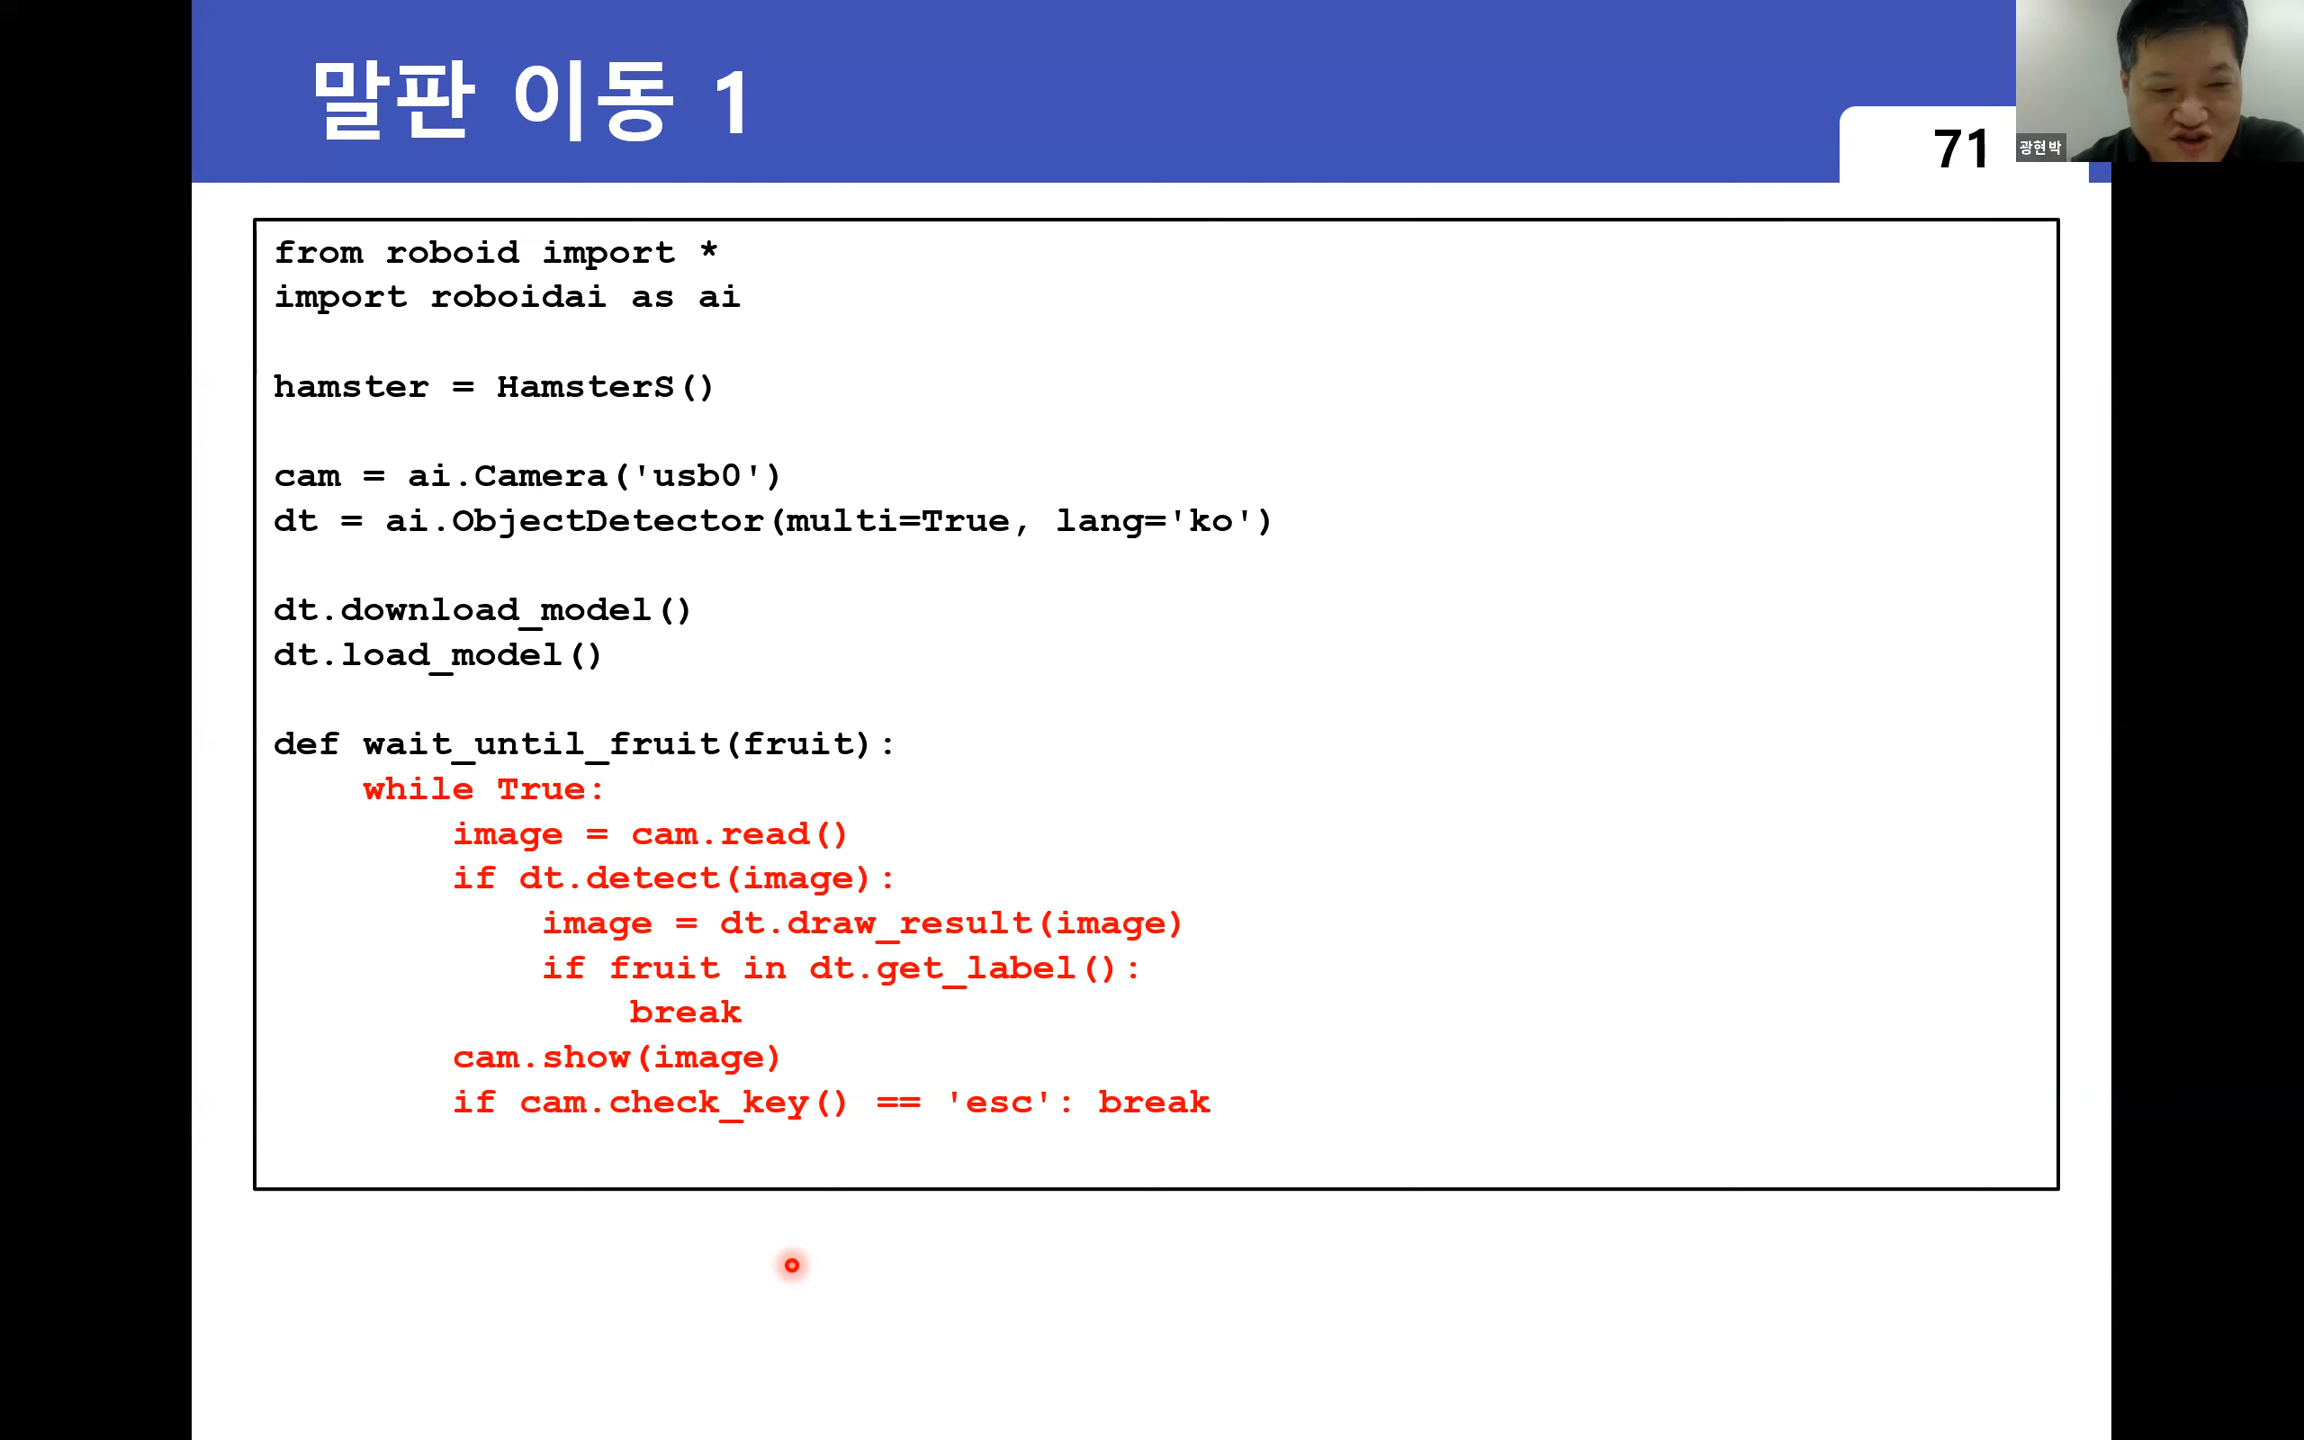 말판 이동 1
71
광현박
from roboid import *
import roboidai as ai
hamster = HamsterS()
cam = ai.Camera('usb0')
dt = ai.ObjectDetector(multi=True, lang='ko')
dt.download_model()
dt.load_model()
def wait_until_fruit(fruit):
    while True:
        image = cam.read()
        if dt.detect(image):
            image = dt.draw_result(image)
            if fruit in dt.get_label():
                break
        cam.show(image)
        if cam.check_key() == 'esc': break